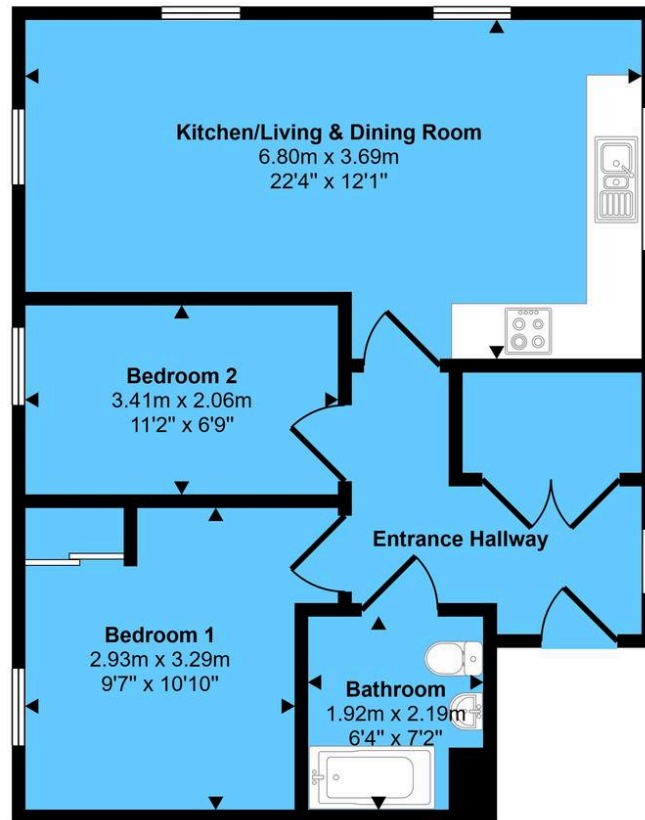 Kitchen/Living & Dining Room
6.80m x 3.69m
22'4" x 12'1"
Bedroom 2
3.41m x 2.06m
11'2" x 6'9"
Entrance Hallway
Bedroom 1
2.93m x 3.29m
9'7" x 10'10"
Bathroom
1.92m x 2.19m
6'4" x 7'2"